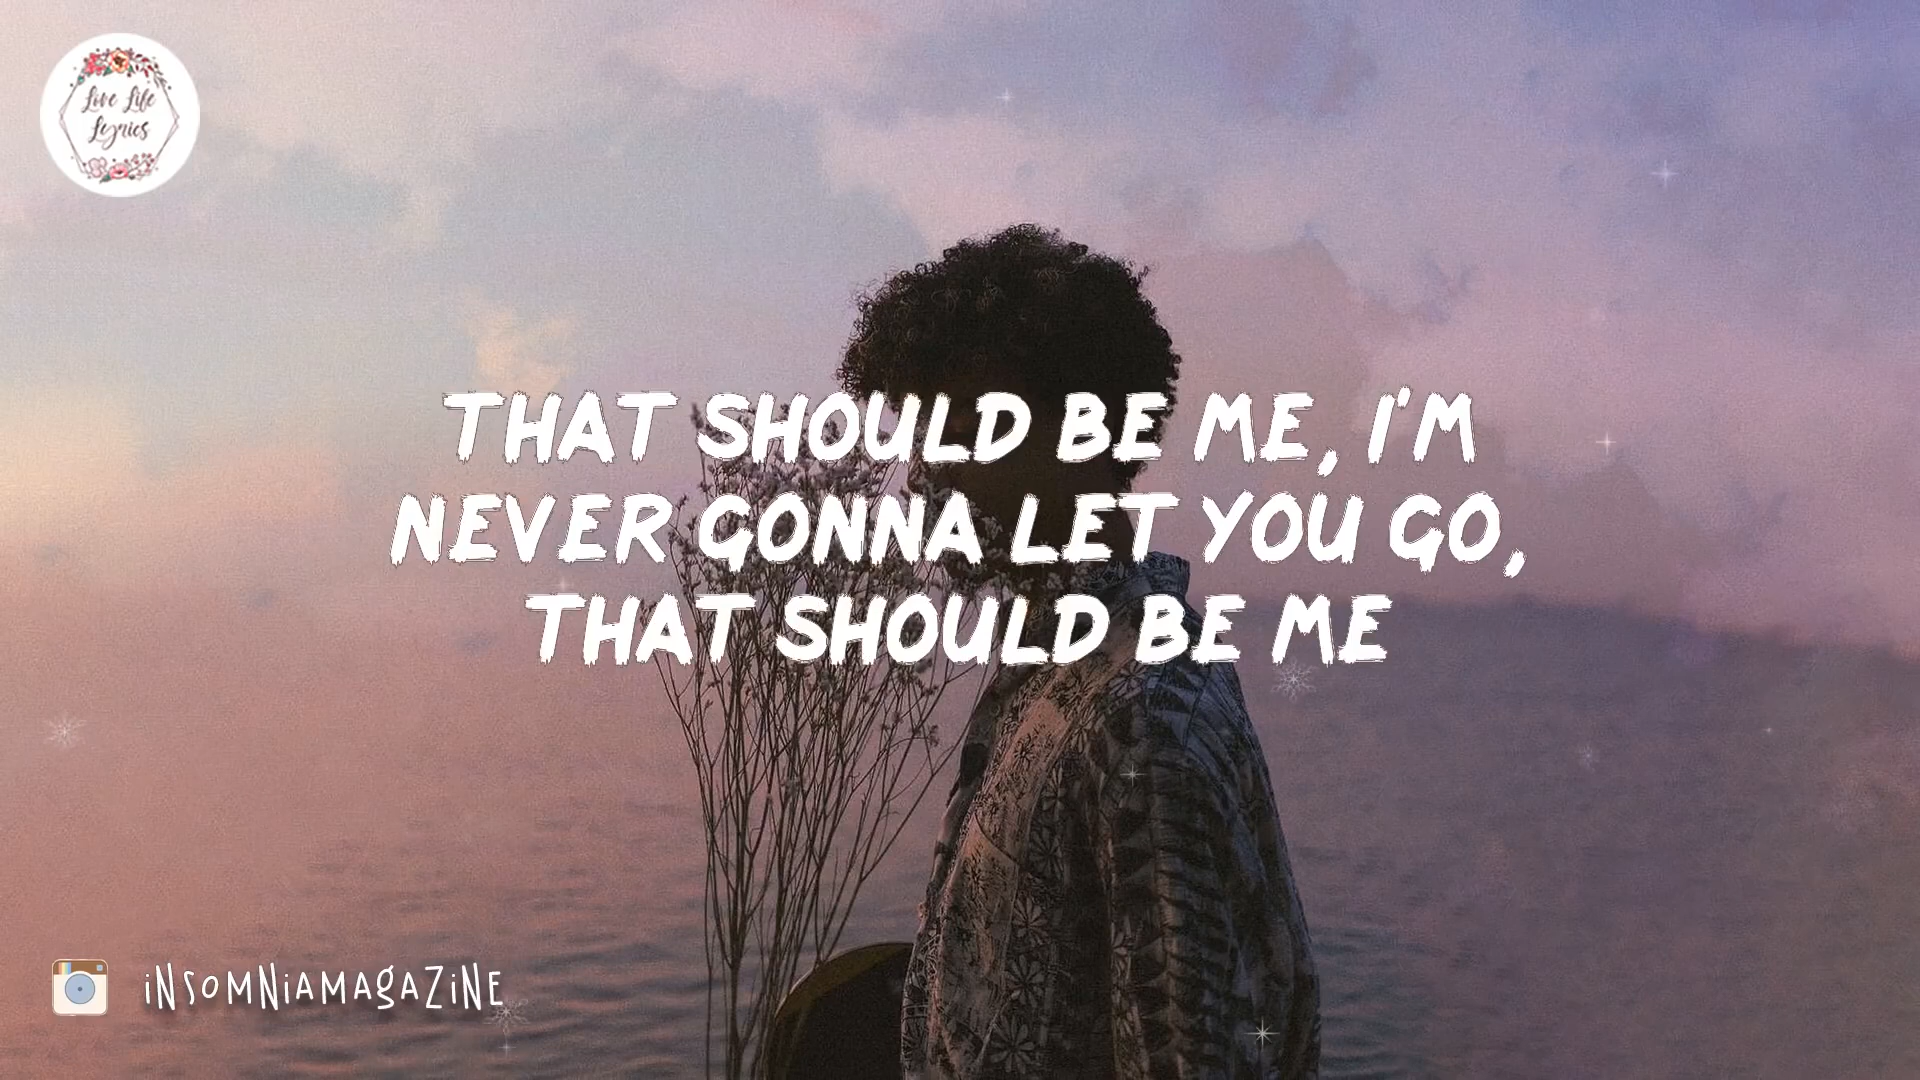 Love Life
Lyrics
THAT SHOULD BE ME, I'M
NEVER GONNA LET YOU GO,
THAT SHOULD BE ME
iNSOMNiAMAgAZiNE